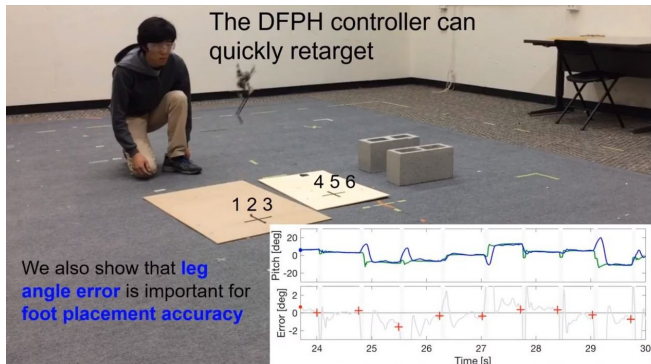 The DFPH controller can
quickly retarget
4 5 6
1 2 3
We also show that leg
angle error is important for
foot placement accuracy
Pitch [deg]
20
0
-20
Error [deg]
2
0
-2
24 25 26 27 28 29 30
Time [s]